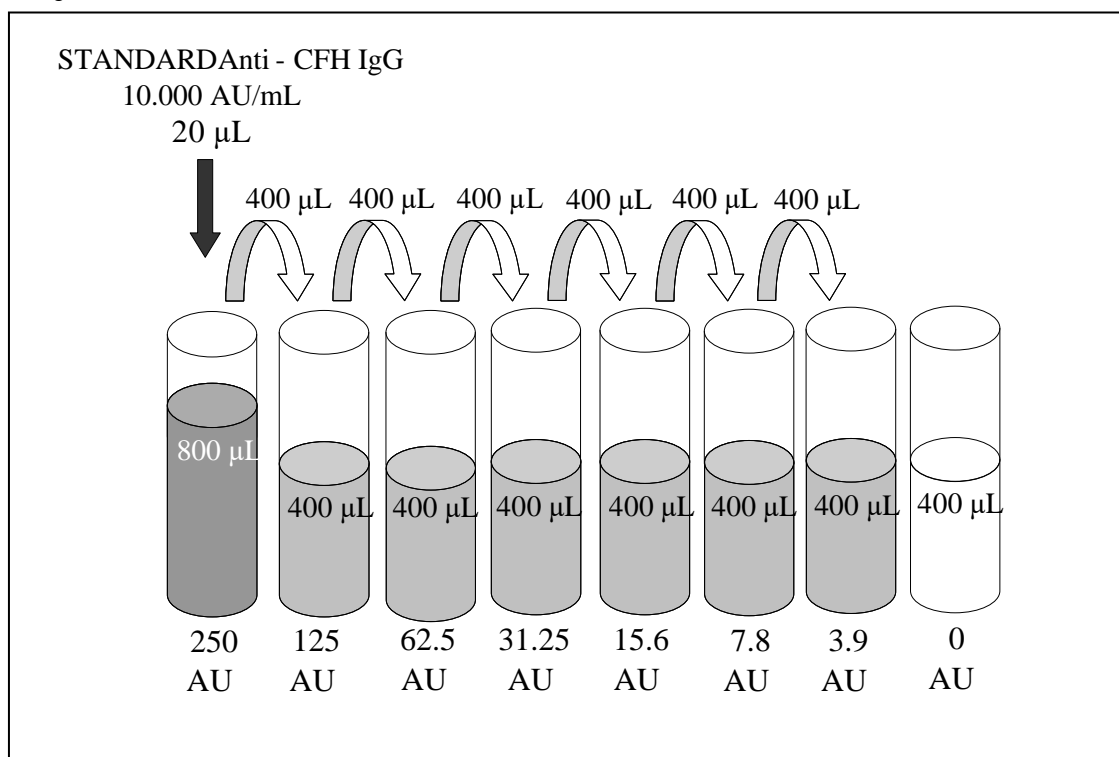 STANDARDAnti - CFH IgG
10.000 AU/mL
20 µL
400 µL 400 µL 400 µL 400 µL 400 µL 400 µL
800 µL
400 µL 400 µL 400 µL 400 µL 400 µL 400 µL 400 µL
250 125 62.5 31.25 15.6 7.8 3.9 0
AU AU AU AU AU AU AU AU